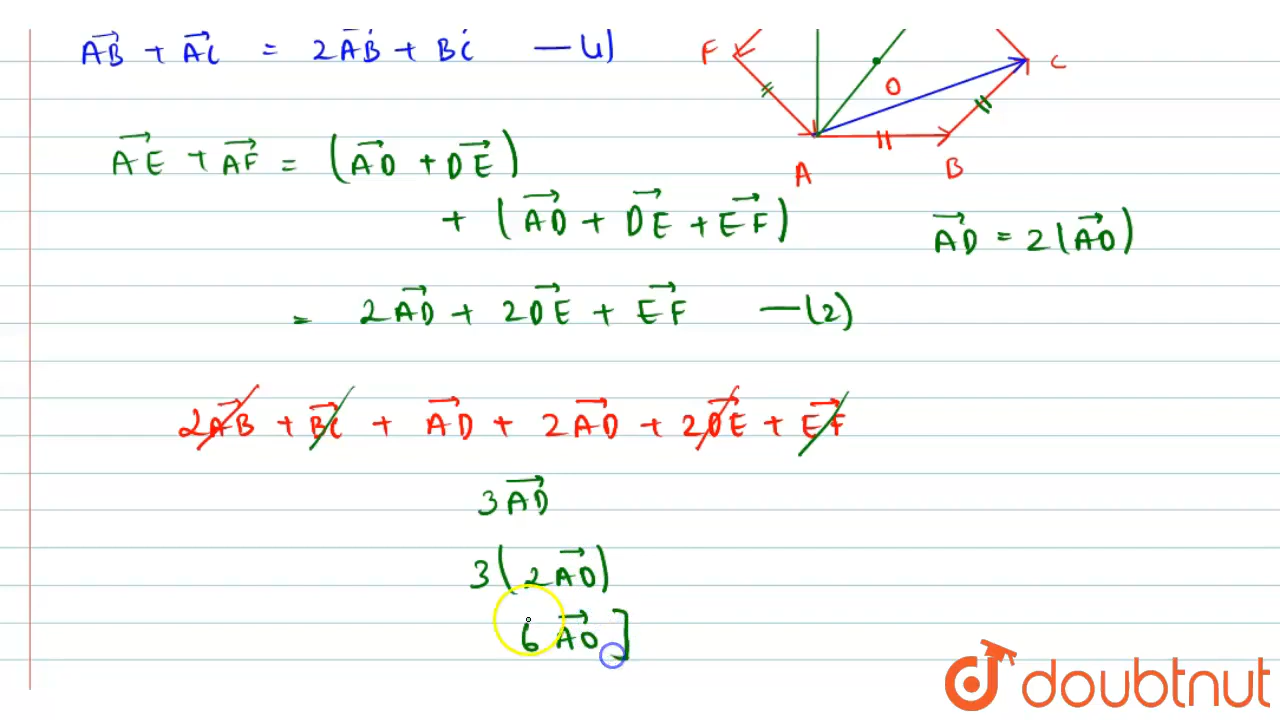 AB + AC = 2AB + BC — (1)
F
C
O
A
B
AE + AF = (AD + DE)
+ (AD + DE + EF)
AD = 2(AO)
= 2AD + 2DE + EF — (2)
2AB + BC + AD + 2AD + 2DE + EF
3AD
3(2AO)
6AO]
doubtnut